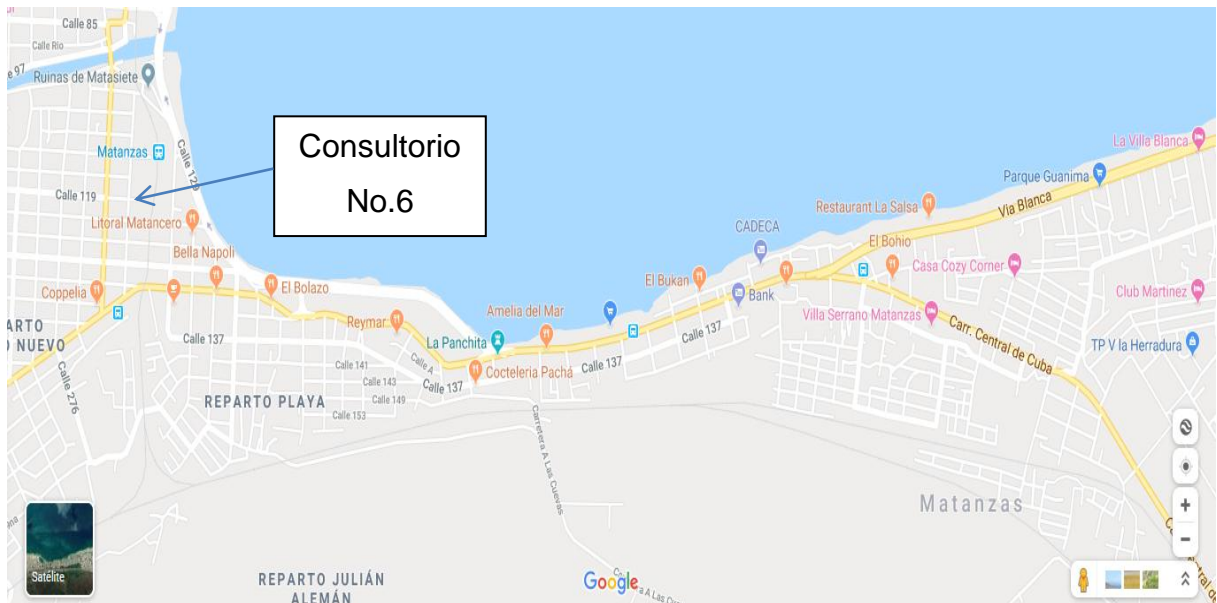 Calle 85
Calle Rio
97
Ruinas de Matasiete
Matanzas
Calle 119
Calle 129
Litoral Matancero
Bella Napoli
Coppelia
El Bolazo
Consultorio
No.6
La Villa Blanca
Parque Guanima
Via Blanca
Restaurant La Salsa
CADECA
El Bohio
El Bukan
Casa Cozy Corner
Bank
Club Martinez
Villa Serrano Matanzas
Carr. Central de Cuba
TP V la Herradura
Amelia del Mar
Reymar
La Panchita
Calle 137
Calle 137
Calle 137
Calle 137
Cocteleria Pachá
Calle A
Calle 141
Calle 143
Calle 149
Calle 153
NUEVO
Calle 276
REPARTO PLAYA
Carretera A Las Cuevas
Matanzas
Satélite
REPARTO JULIÁN
ALEMÁN
Google